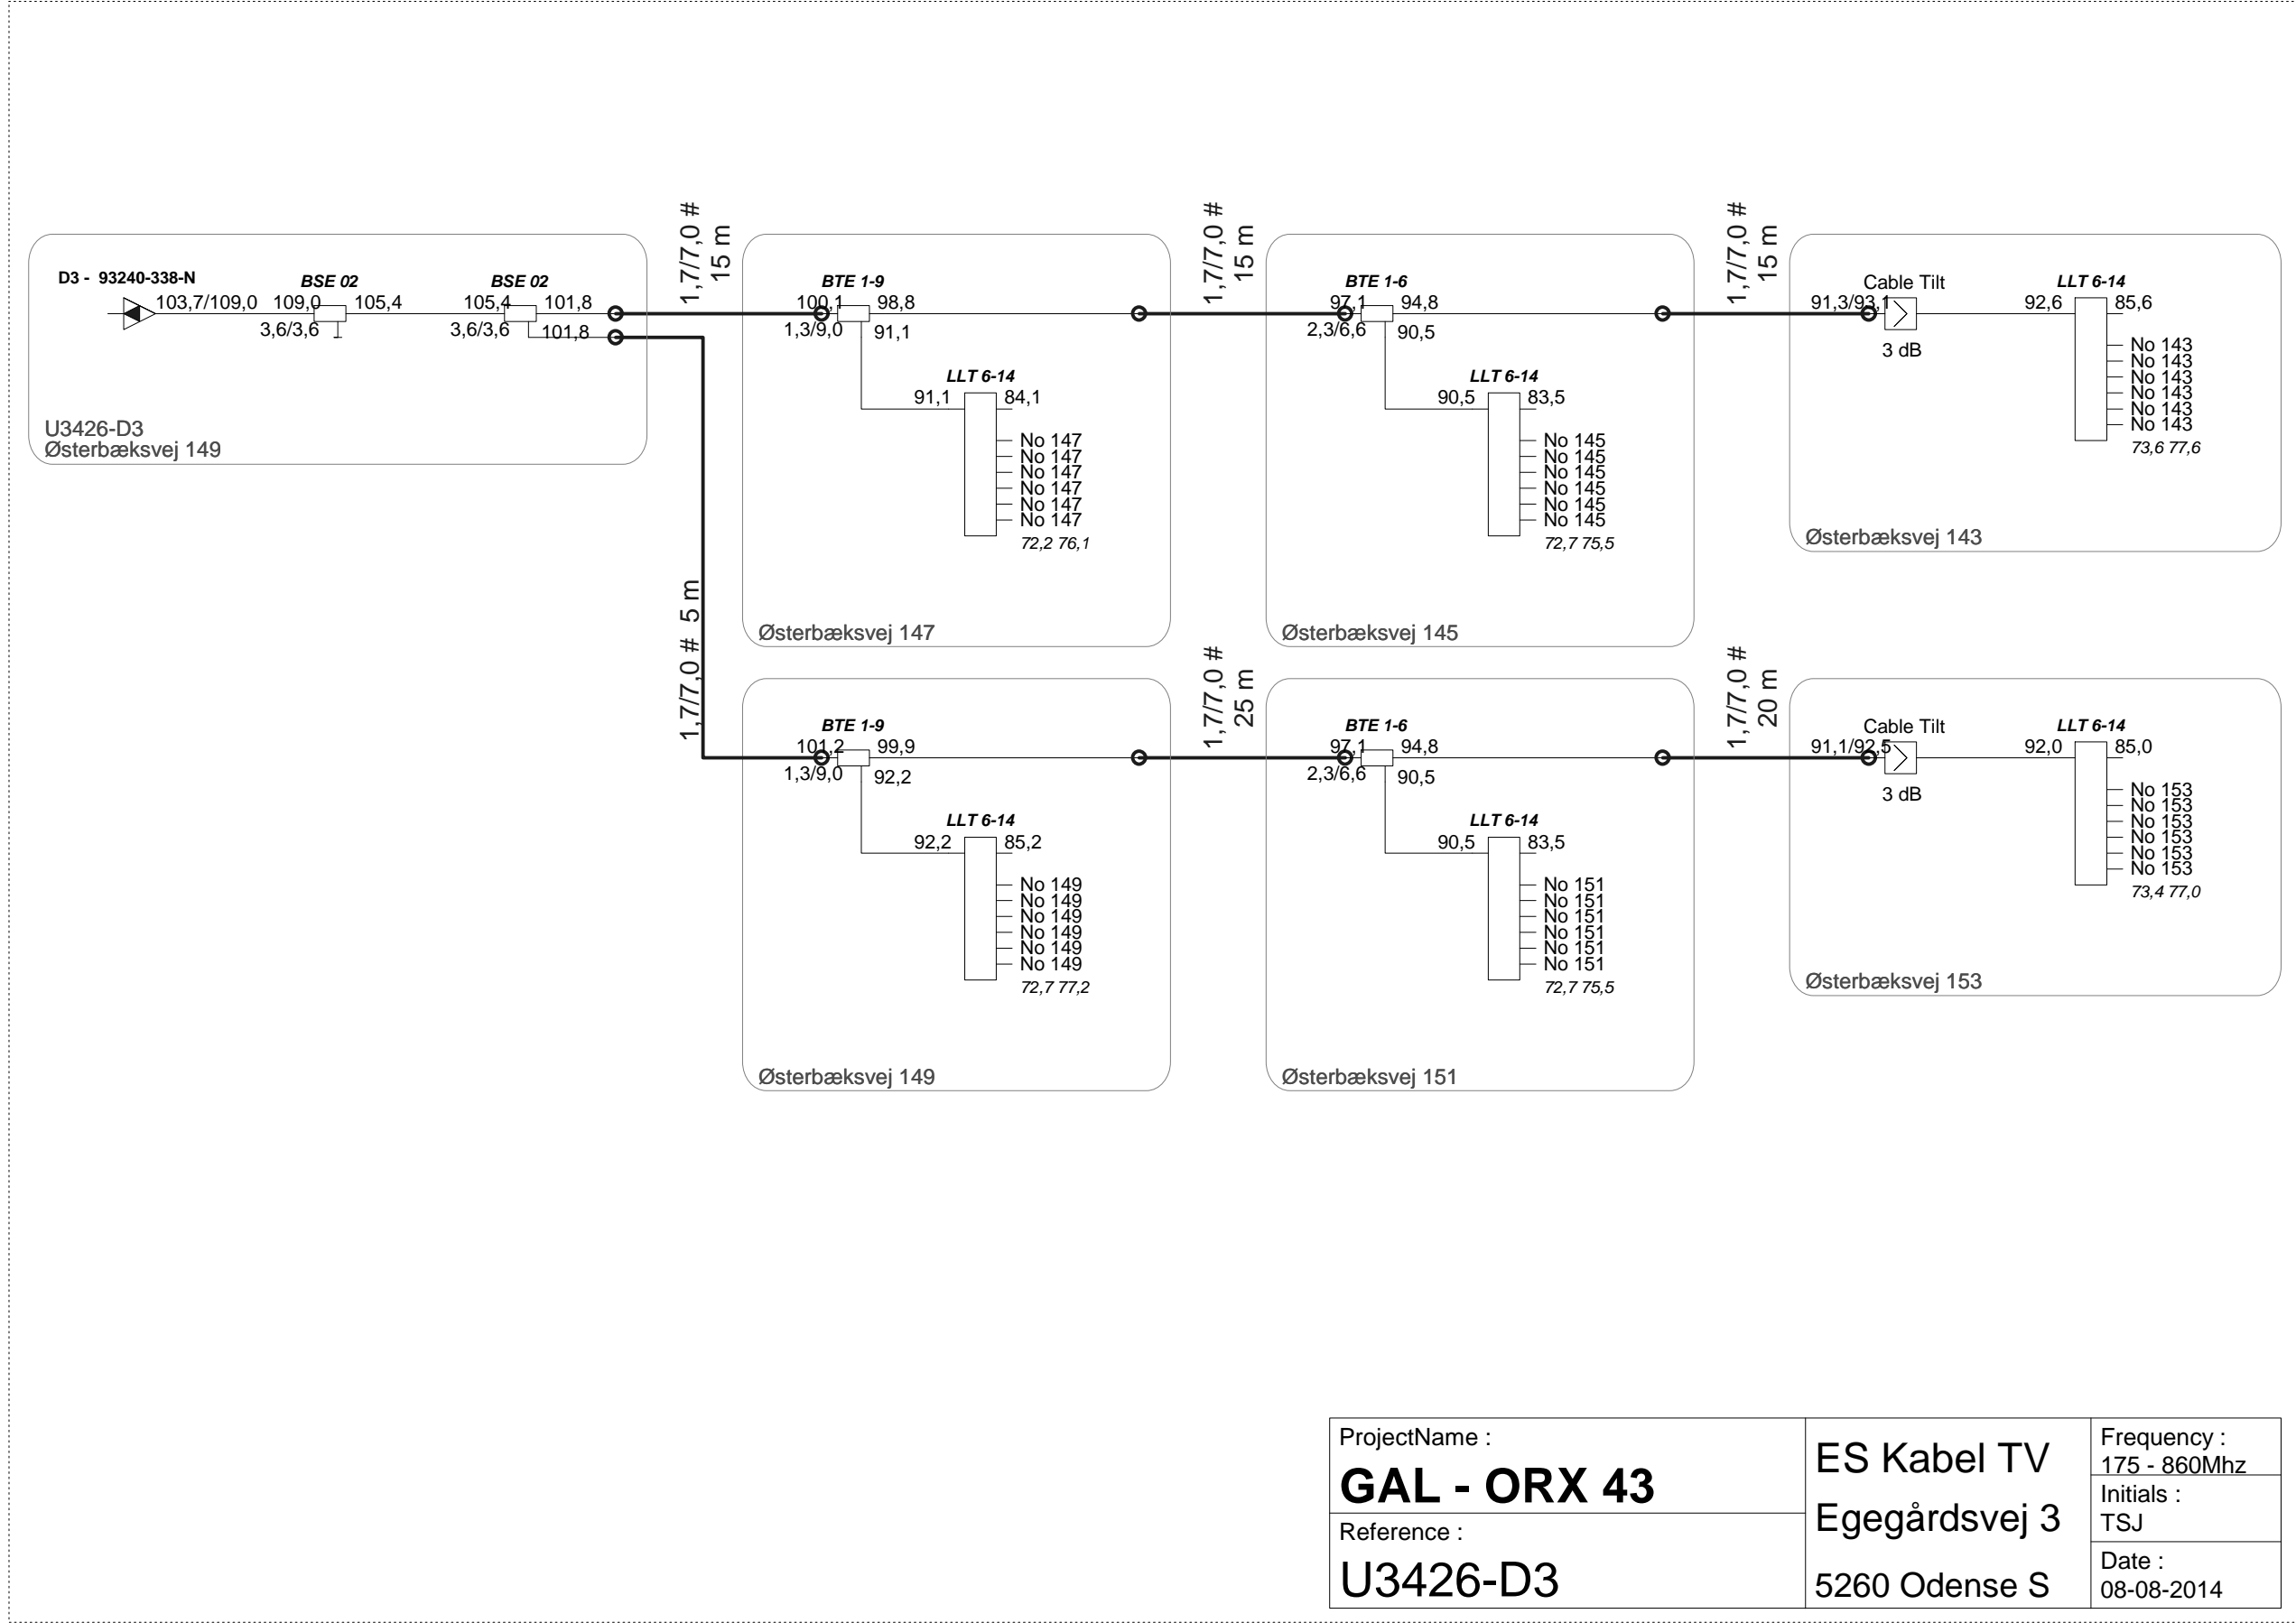 D3 - 93240-338-N
103,7/109,0
BSE 02
109,0
105,4
3,6/3,6
BSE 02
105,4
101,8
3,6/3,6
101,8
U3426-D3
Østerbæksvej 149
1,7/7,0 #
15 m
BTE 1-9
100,1
98,8
1,3/9,0
91,1
LLT 6-14
91,1
84,1
No 147
No 147
No 147
No 147
No 147
No 147
72,2 76,1
Østerbæksvej 147
1,7/7,0 #
15 m
BTE 1-6
97,1
94,8
2,3/6,6
90,5
LLT 6-14
90,5
83,5
No 145
No 145
No 145
No 145
No 145
No 145
72,7 75,5
Østerbæksvej 145
1,7/7,0 #
15 m
Cable Tilt
91,3/93,1
3 dB
LLT 6-14
92,6
85,6
No 143
No 143
No 143
No 143
No 143
No 143
73,6 77,6
Østerbæksvej 143
1,7/7,0 # 5 m
BTE 1-9
101,2
99,9
1,3/9,0
92,2
LLT 6-14
92,2
85,2
No 149
No 149
No 149
No 149
No 149
No 149
72,7 77,2
Østerbæksvej 149
1,7/7,0 #
25 m
BTE 1-6
97,1
94,8
2,3/6,6
90,5
LLT 6-14
90,5
83,5
No 151
No 151
No 151
No 151
No 151
No 151
72,7 75,5
Østerbæksvej 151
1,7/7,0 #
20 m
Cable Tilt
91,1/92,5
3 dB
LLT 6-14
92,0
85,0
No 153
No 153
No 153
No 153
No 153
No 153
73,4 77,0
Østerbæksvej 153
ProjectName :
GAL - ORX 43
Reference :
U3426-D3
ES Kabel TV
Egegårdsvej 3
5260 Odense S
Frequency :
175 - 860Mhz
Initials :
TSJ
Date :
08-08-2014